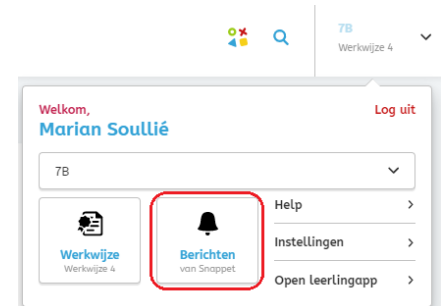 7B
Werkwijze 4
Welkom,
Log uit
Marian Soullié
7B
Werkwijze
Werkwijze 4
Berichten
van Snappet
Help
Instellingen
Open leerlingapp